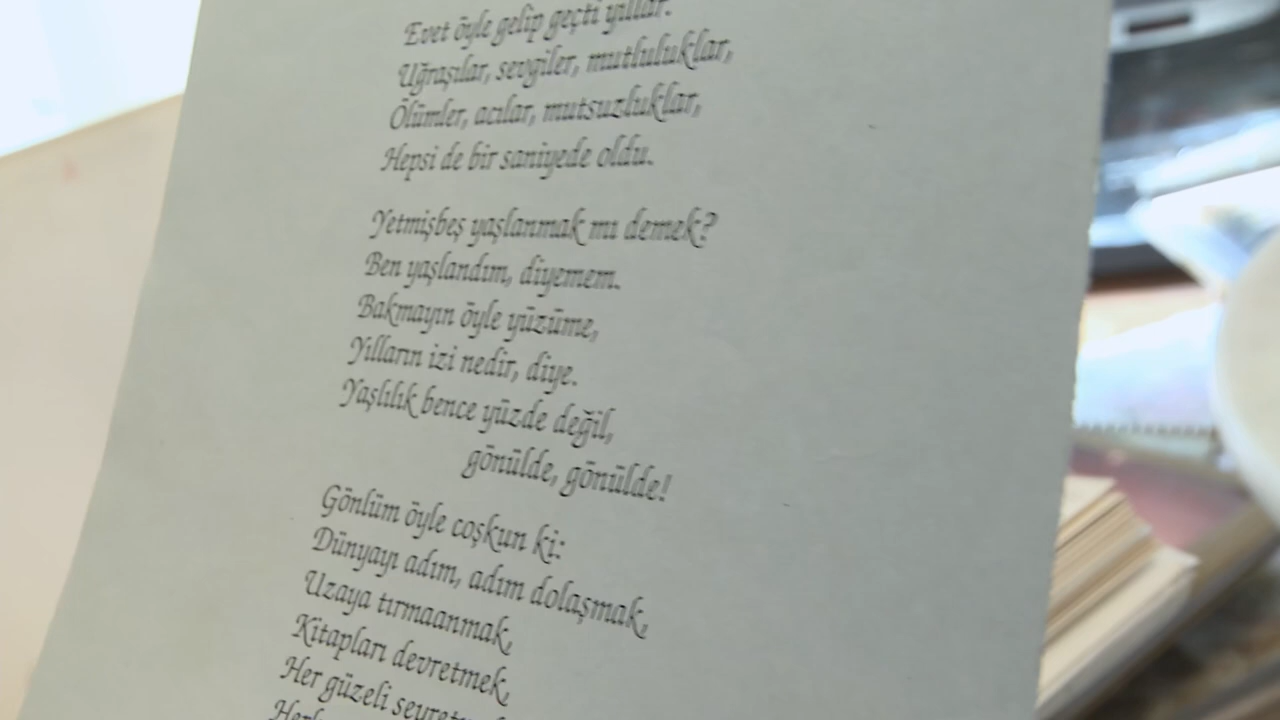 Evet öyle gelip geçti yıllar.
Uğraşılar, sevgiler, mutluluklar,
Ölümler, acılar, mutsuzluklar,
Hepsi de bir saniyede oldu.
Yetmişbeş yaşlanmak mı demek?
Ben yaşlandım, diyemem.
Bakmayın öyle yüzüme,
Yılların izi nedir, diye.
Yaşlılık bence yüzde değil,
gönülde, gönülde!
Gönlüm öyle coşkun ki:
Dünyayı adım, adım dolaşmak,
Uzaya tırmaanmak,
Kitapları devretmek,
Her güzeli